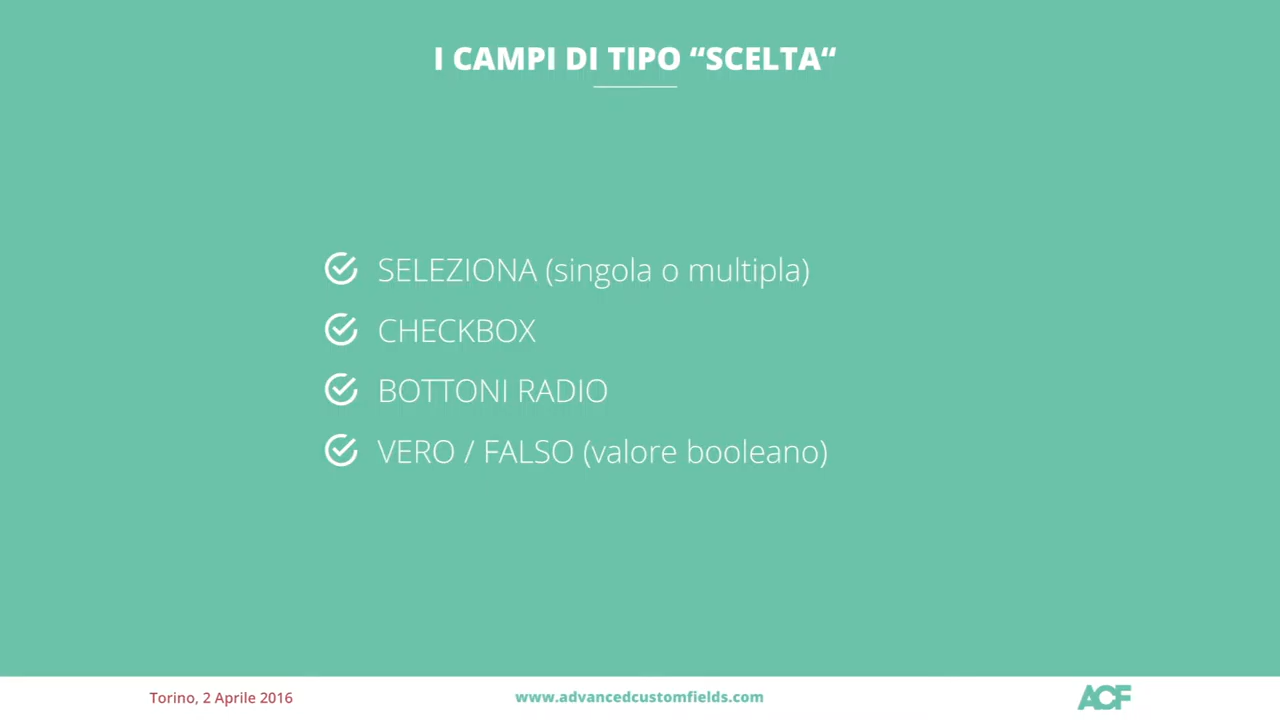 I CAMPI DI TIPO “SCELTA“
SELEZIONA (singola o multipla)
CHECKBOX
BOTTONI RADIO
VERO / FALSO (valore booleano)
Torino, 2 Aprile 2016
www.advancedcustomfields.com
ACF